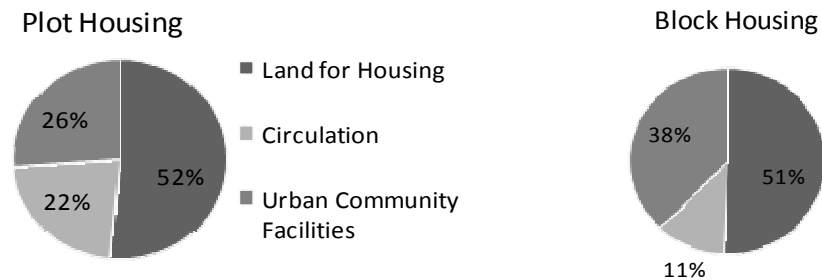 Plot Housing
26%
52%
22%
Land for Housing
Circulation
Urban Community
Facilities
Block Housing
38%
51%
11%